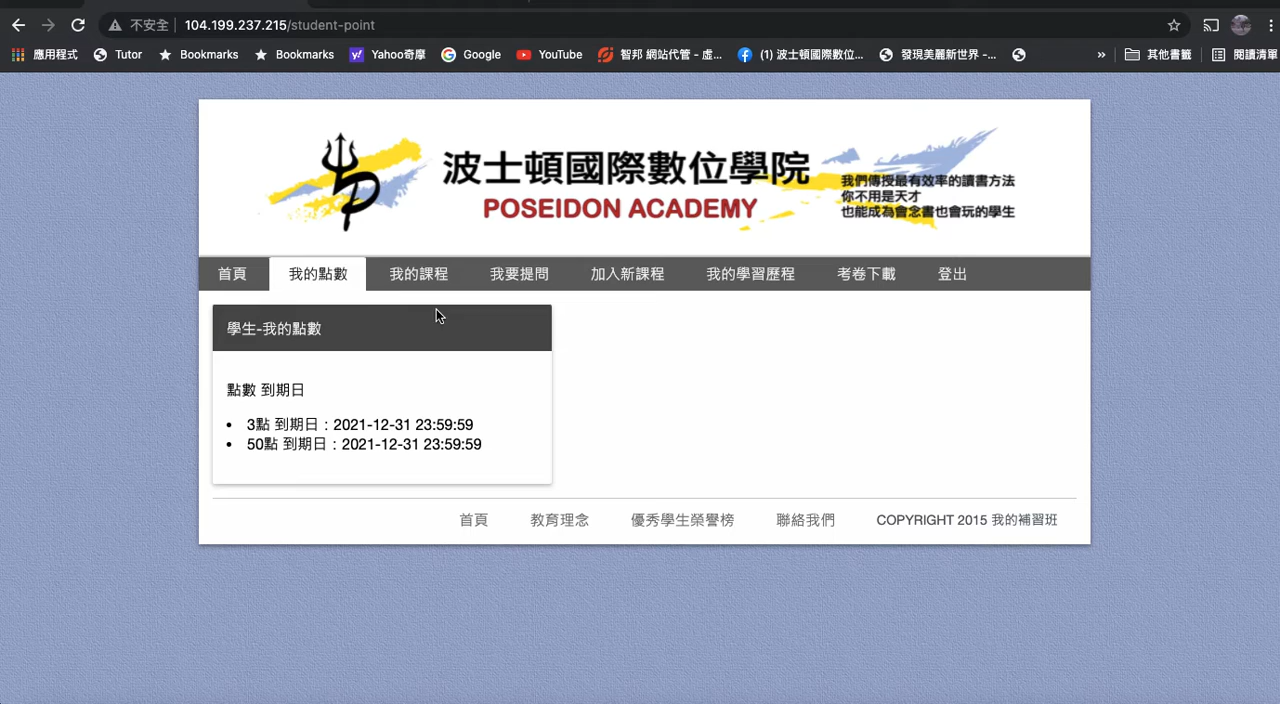 不安全 104.199.237.215/student-point
應用程式 Tutor Bookmarks Bookmarks Yahoo奇摩 Google YouTube 智邦 網站代管 - 虛... (1) 波士頓國際數位... 發現美麗新世界 -... » 其他書籤 閱讀清單
波士頓國際數位學院
POSEIDON ACADEMY
我們傳授最有效率的讀書方法
你不用是天才
也能成為會念書也會玩的學生
首頁 我的點數 我的課程 我要提問 加入新課程 我的學習歷程 考卷下載 登出
學生-我的點數
點數 到期日
• 3點 到期日：2021-12-31 23:59:59
• 50點 到期日：2021-12-31 23:59:59
首頁 教育理念 優秀學生榮譽榜 聯絡我們 COPYRIGHT 2015 我的補習班